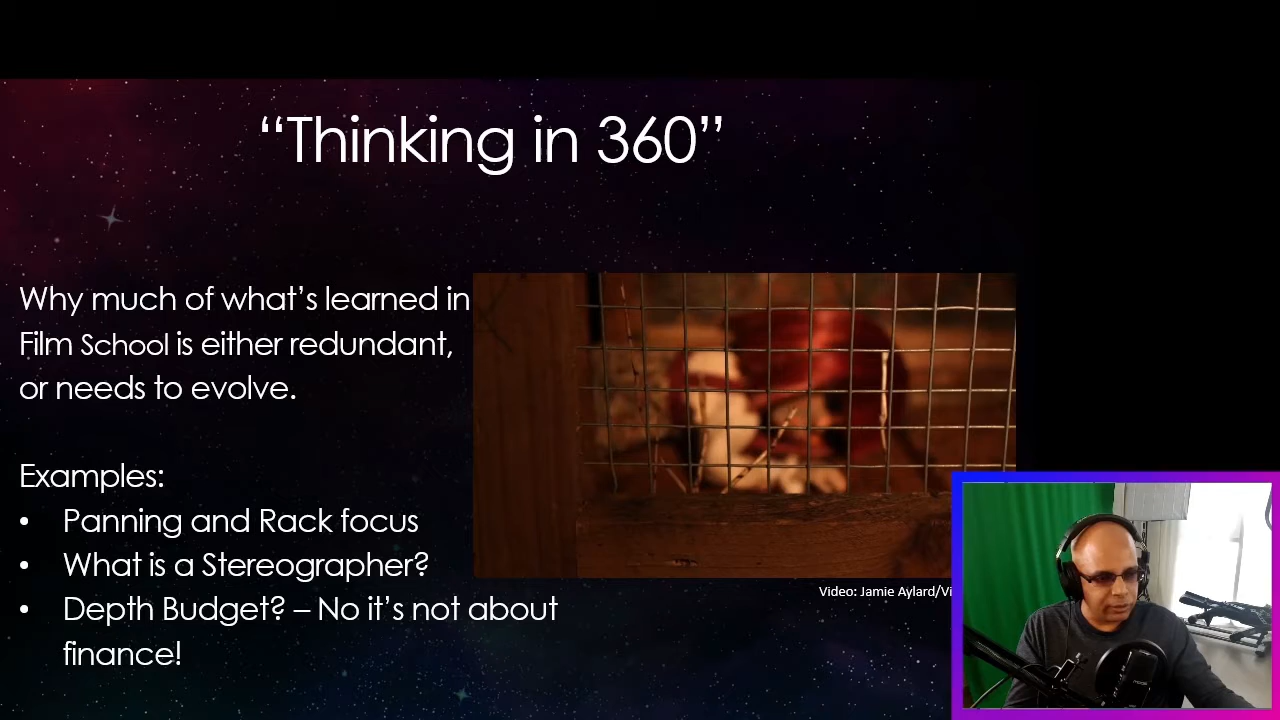 “Thinking in 360”
Why much of what’s learned in
Film School is either redundant,
or needs to evolve.
Examples:
• Panning and Rack focus
• What is a Stereographer?
• Depth Budget? – No it’s not about
finance!
Video: Jamie Aylard/Vi